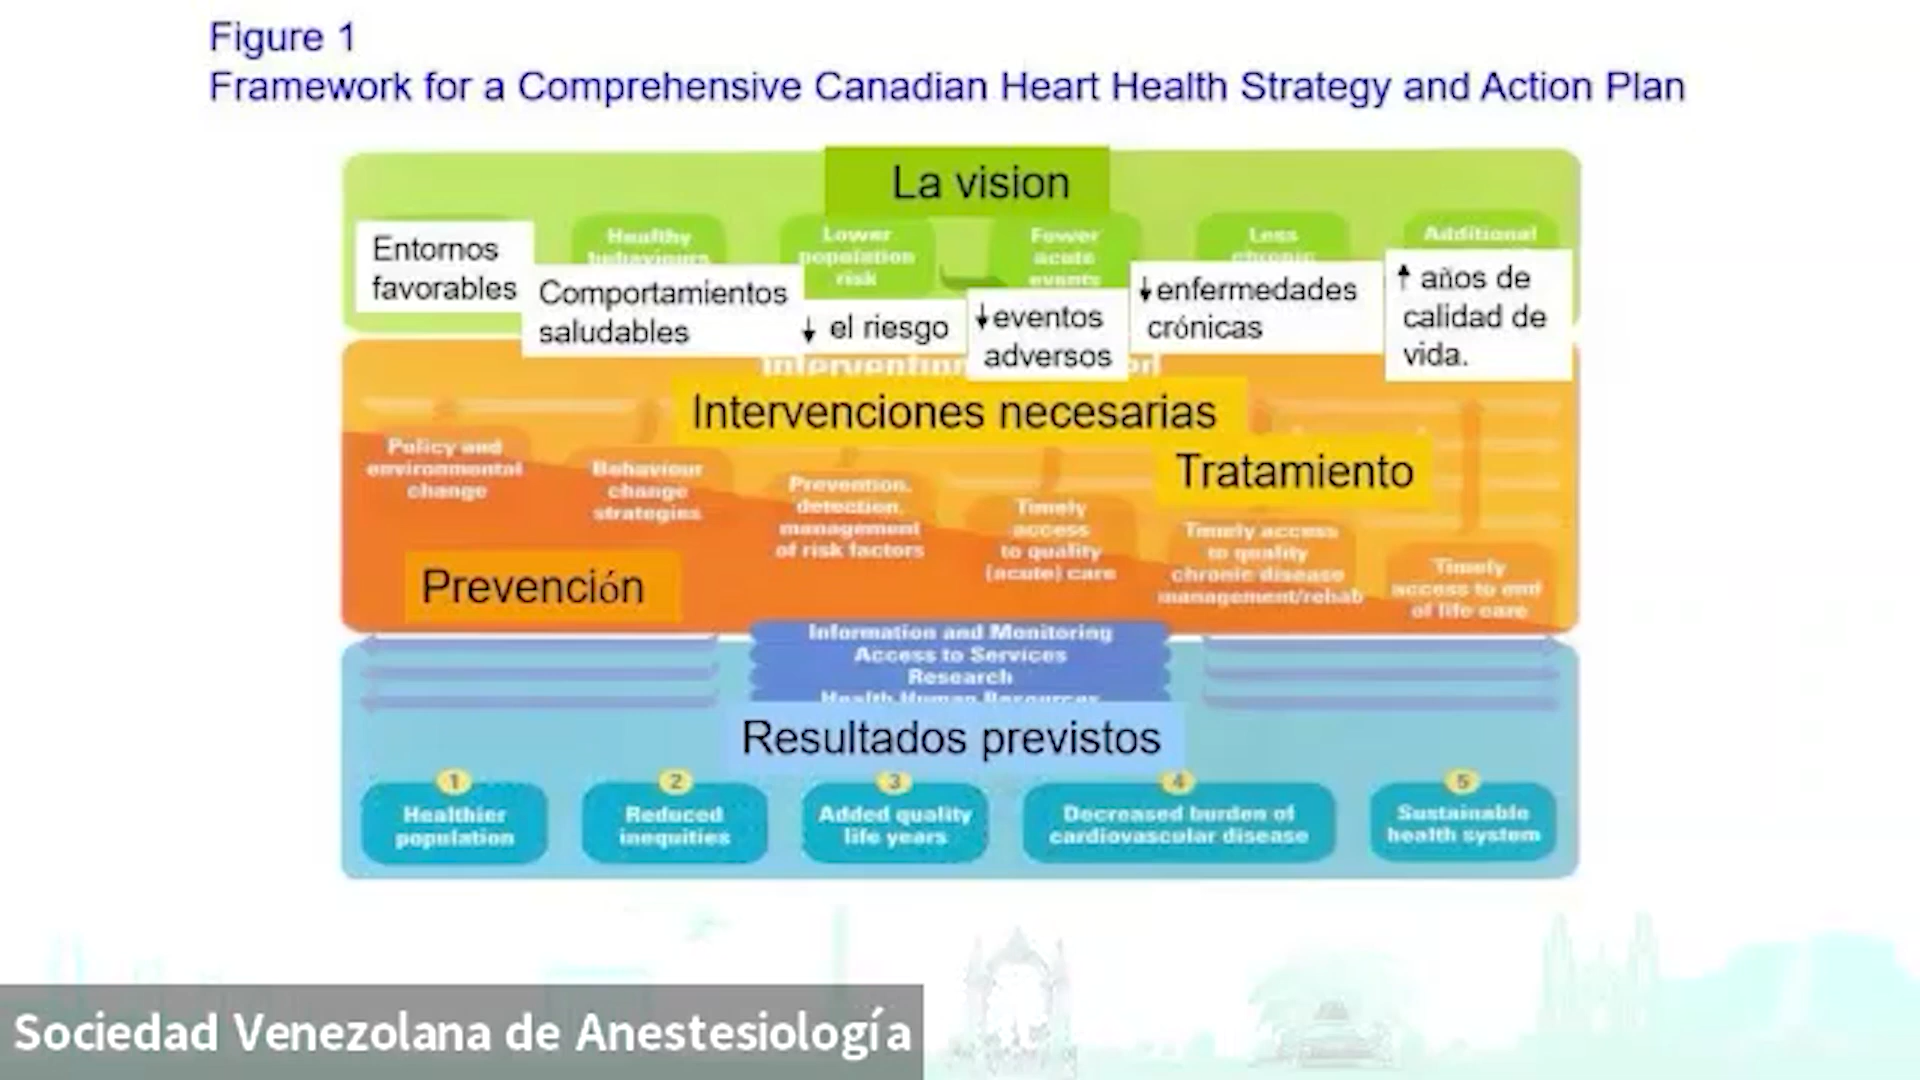 Figure 1
Framework for a Comprehensive Canadian Heart Health Strategy and Action Plan
La vision
Entornos
favorables
Healthy
behaviours
Comportamientos
saludables
Lower
population
risk
↓ el riesgo
Fewer
acute
events
↓eventos
adversos
Less
chronic
↓enfermedades
crónicas
Additional
↑ años de
calidad de
vida.
Intervenciones necesarias
Tratamiento
Policy and
environmental
change
Behaviour
change
strategies
Prevention,
detection,
management
of risk factors
Timely
access
to quality
(acute) care
Timely access
to quality
chronic disease
management/rehab
Timely
access to end
of life care
Prevención
Information and Monitoring
Access to Services
Research
Health Human Resources
Resultados previstos
1
Healthier
population
2
Reduced
inequities
3
Added quality
life years
4
Decreased burden of
cardiovascular disease
5
Sustainable
health system
Sociedad Venezolana de Anestesiología